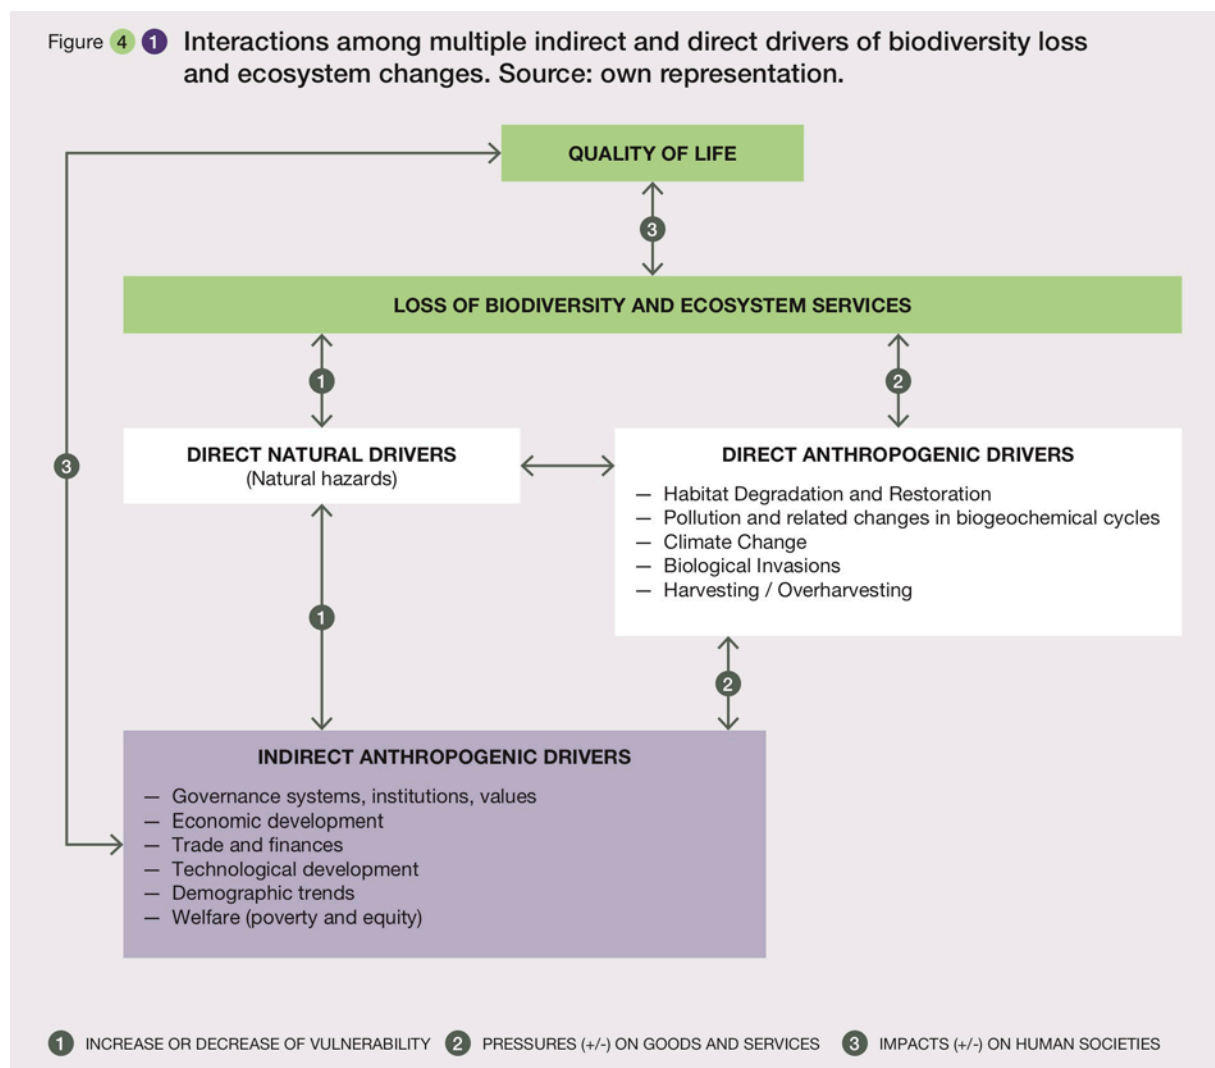 Figure 4 1 Interactions among multiple indirect and direct drivers of biodiversity loss
and ecosystem changes. Source: own representation.
QUALITY OF LIFE
3
LOSS OF BIODIVERSITY AND ECOSYSTEM SERVICES
1
2
DIRECT NATURAL DRIVERS
(Natural hazards)
DIRECT ANTHROPOGENIC DRIVERS
— Habitat Degradation and Restoration
— Pollution and related changes in biogeochemical cycles
— Climate Change
— Biological Invasions
— Harvesting / Overharvesting
3
1
2
INDIRECT ANTHROPOGENIC DRIVERS
— Governance systems, institutions, values
— Economic development
— Trade and finances
— Technological development
— Demographic trends
— Welfare (poverty and equity)
1 INCREASE OR DECREASE OF VULNERABILITY 2 PRESSURES (+/-) ON GOODS AND SERVICES 3 IMPACTS (+/-) ON HUMAN SOCIETIES